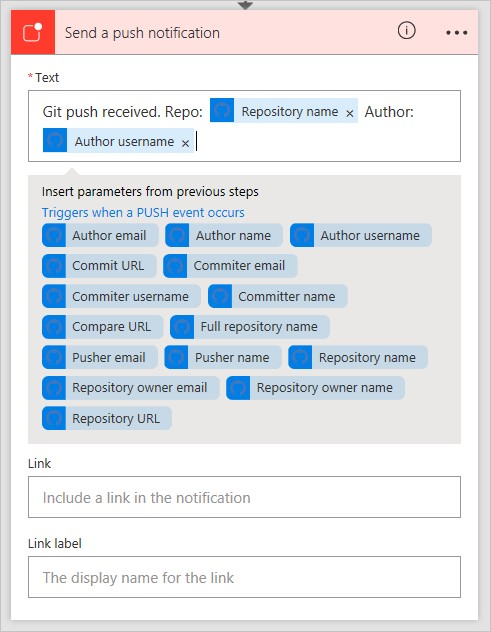 Send a push notification
* Text
Git push received. Repo: Repository name × Author:
Author username ×
Insert parameters from previous steps
Triggers when a PUSH event occurs
Author email Author name Author username
Commit URL Commiter email
Commiter username Committer name
Compare URL Full repository name
Pusher email Pusher name Repository name
Repository owner email Repository owner name
Repository URL
Link
Include a link in the notification
Link label
The display name for the link